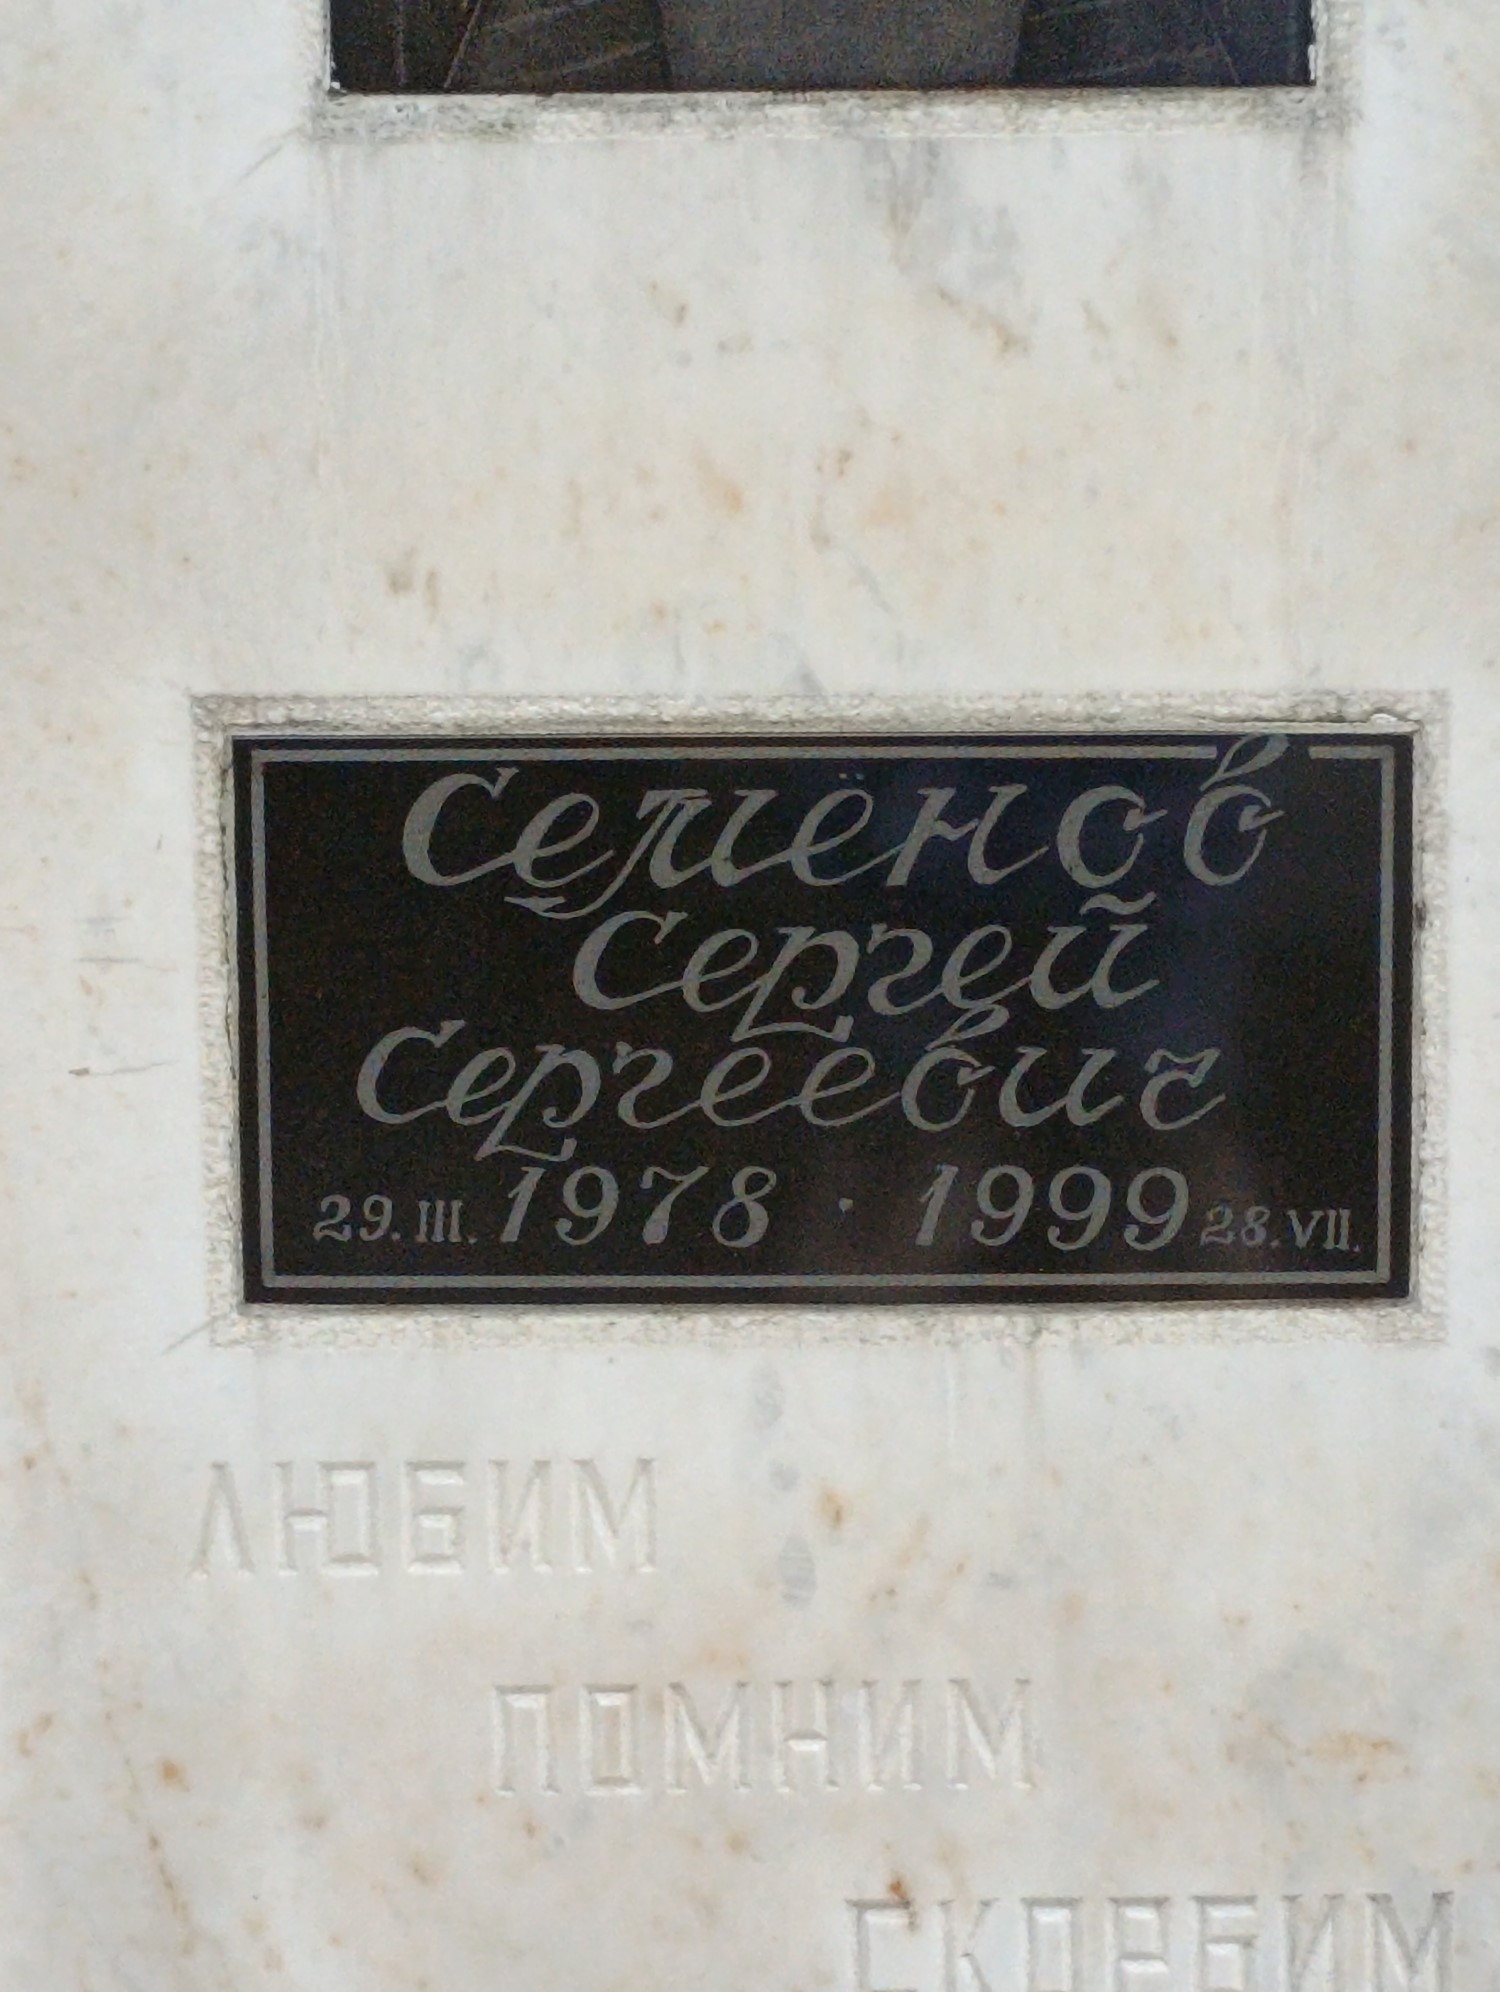 Семёнов
Сергей
Сергеевич
29.III. 1978 · 1999 28.VII.
ЛЮБИМ
ПОМНИМ
СКОРБИМ